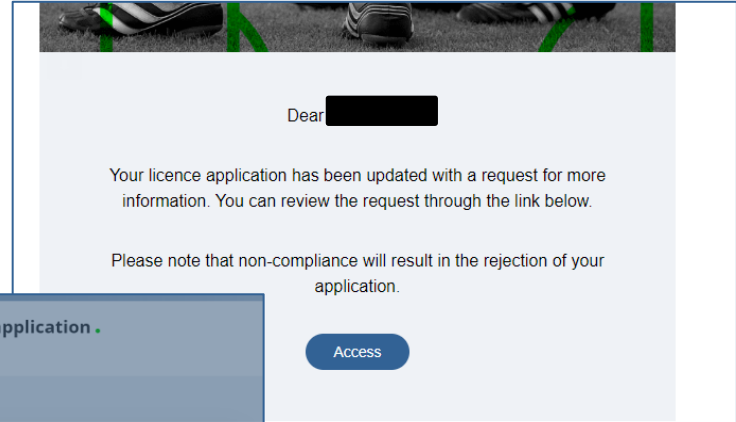 Dear
Your licence application has been updated with a request for more
information. You can review the request through the link below.
Please note that non-compliance will result in the rejection of your
application.
application.
Access